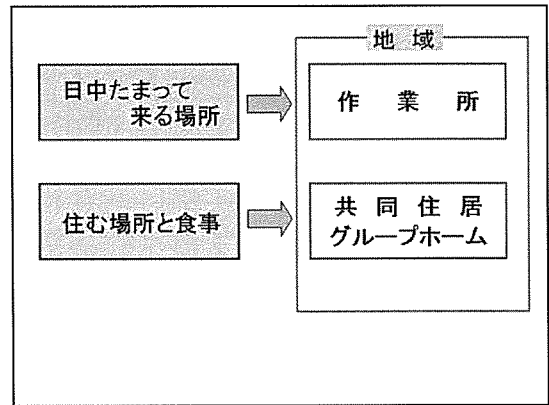 地 域
日中たまって
来る場所
作 業 所
住む場所と食事
共 同 住 居
グループホーム